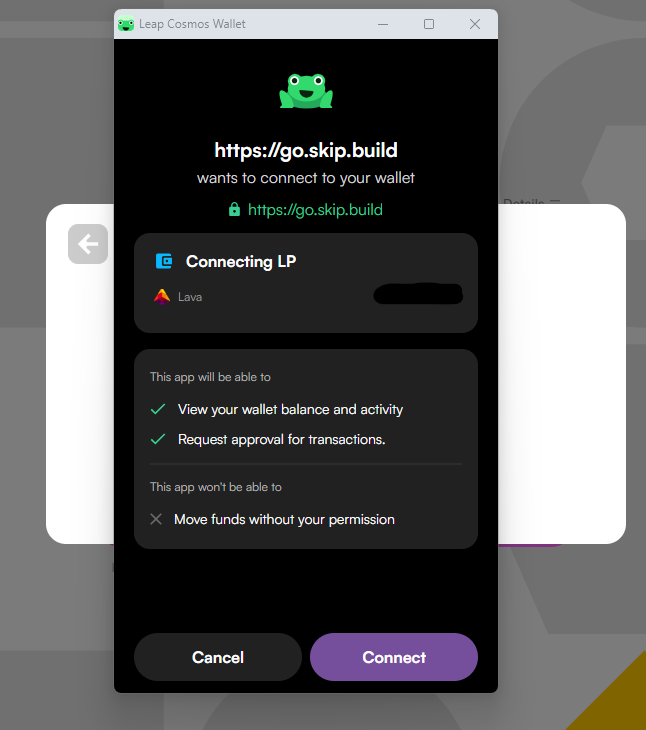 Leap Cosmos Wallet
https://go.skip.build
wants to connect to your wallet
https://go.skip.build
Details
Connecting LP
Lava
This app will be able to
View your wallet balance and activity
Request approval for transactions.
This app won't be able to
Move funds without your permission
Cancel
Connect